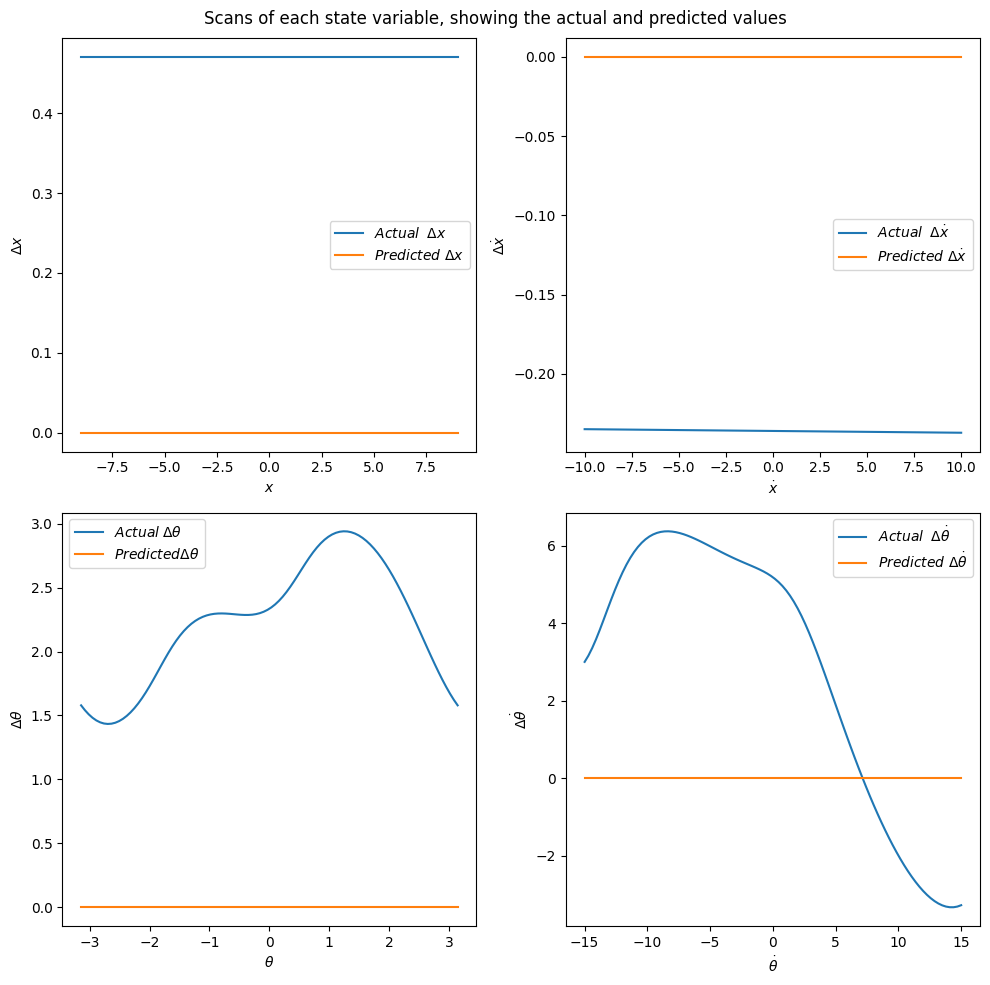 Scans of each state variable, showing the actual and predicted values
0.4
0.3
0.2
0.1
0.0
Δx
Actual Δx
Predicted Δx
−7.5 −5.0 −2.5 0.0 2.5 5.0 7.5
x
0.00
−0.05
−0.10
−0.15
−0.20
Δẋ
Actual Δẋ
Predicted Δẋ
−10.0 −7.5 −5.0 −2.5 0.0 2.5 5.0 7.5 10.0
ẋ
3.0
2.5
2.0
1.5
1.0
0.5
0.0
Δθ
Actual Δθ
PredictedΔθ
−3 −2 −1 0 1 2 3
θ
6
4
2
0
−2
Δθ̇
Actual Δθ̇
Predicted Δθ̇
−15 −10 −5 0 5 10 15
θ̇